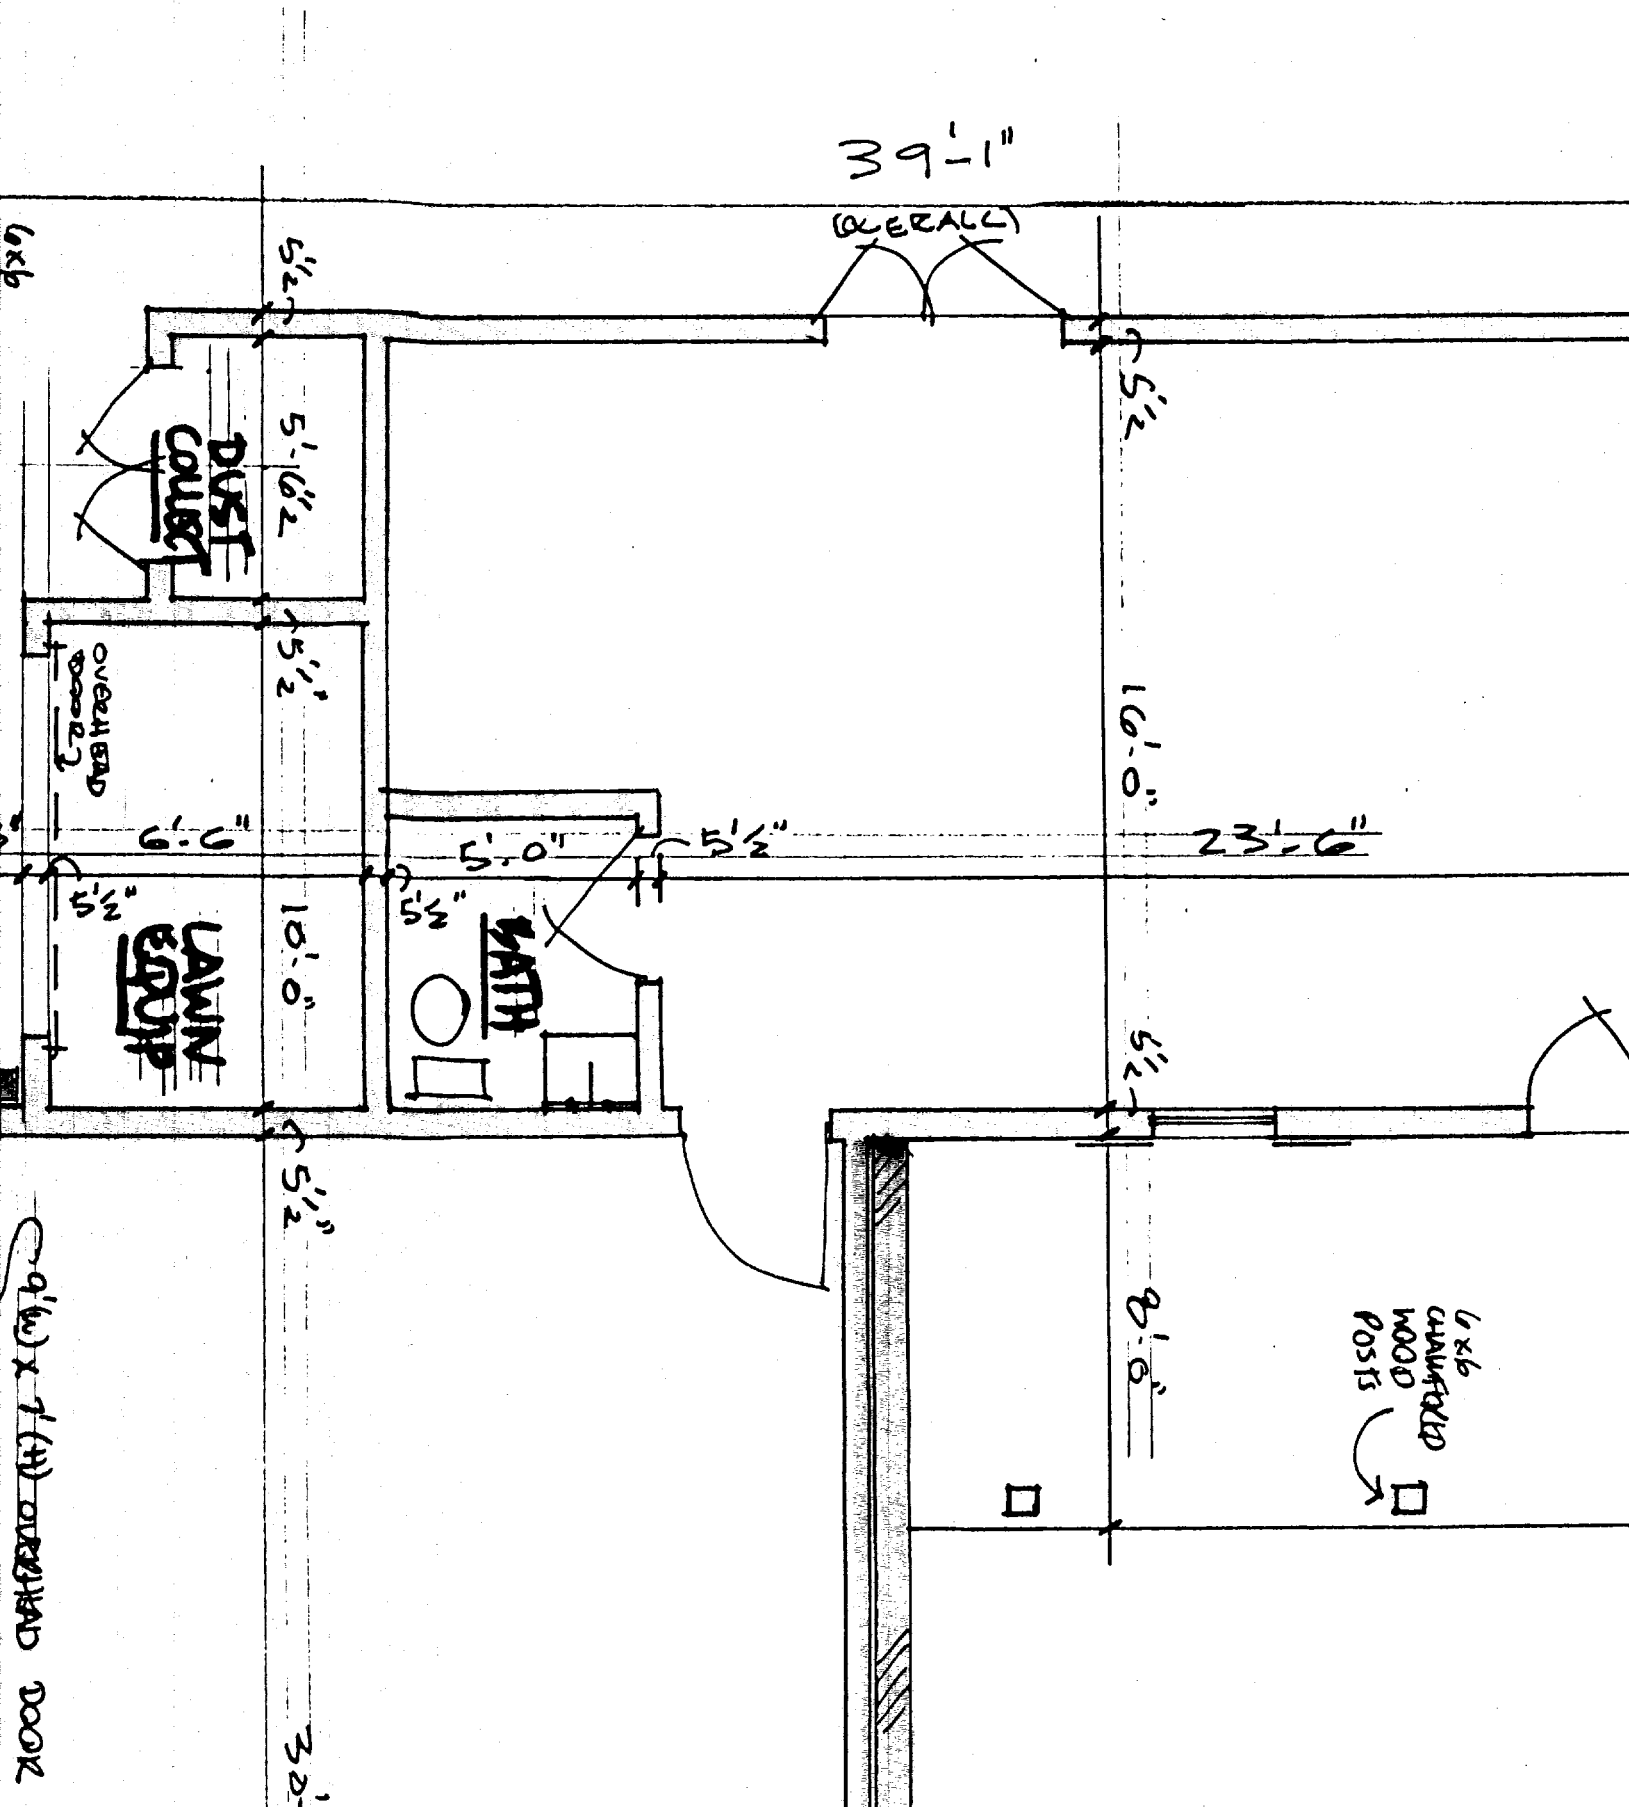 39'-1"
(OVERALL)
6x6
5½
5½
DUST
COLLECT
5'-6½"
5½"
OVERHEAD
DOOR
16'-0"
6'-6"
5'-0"
5½"
23'-6"
5½"
5½"
LAWN
EQUIP
10'-0"
BATH
5½"
5½"
8'-0"
6x6
CHAMFERED
WOOD
POSTS
9'(W) x 7'(H) OVERHEAD DOOR
30'-